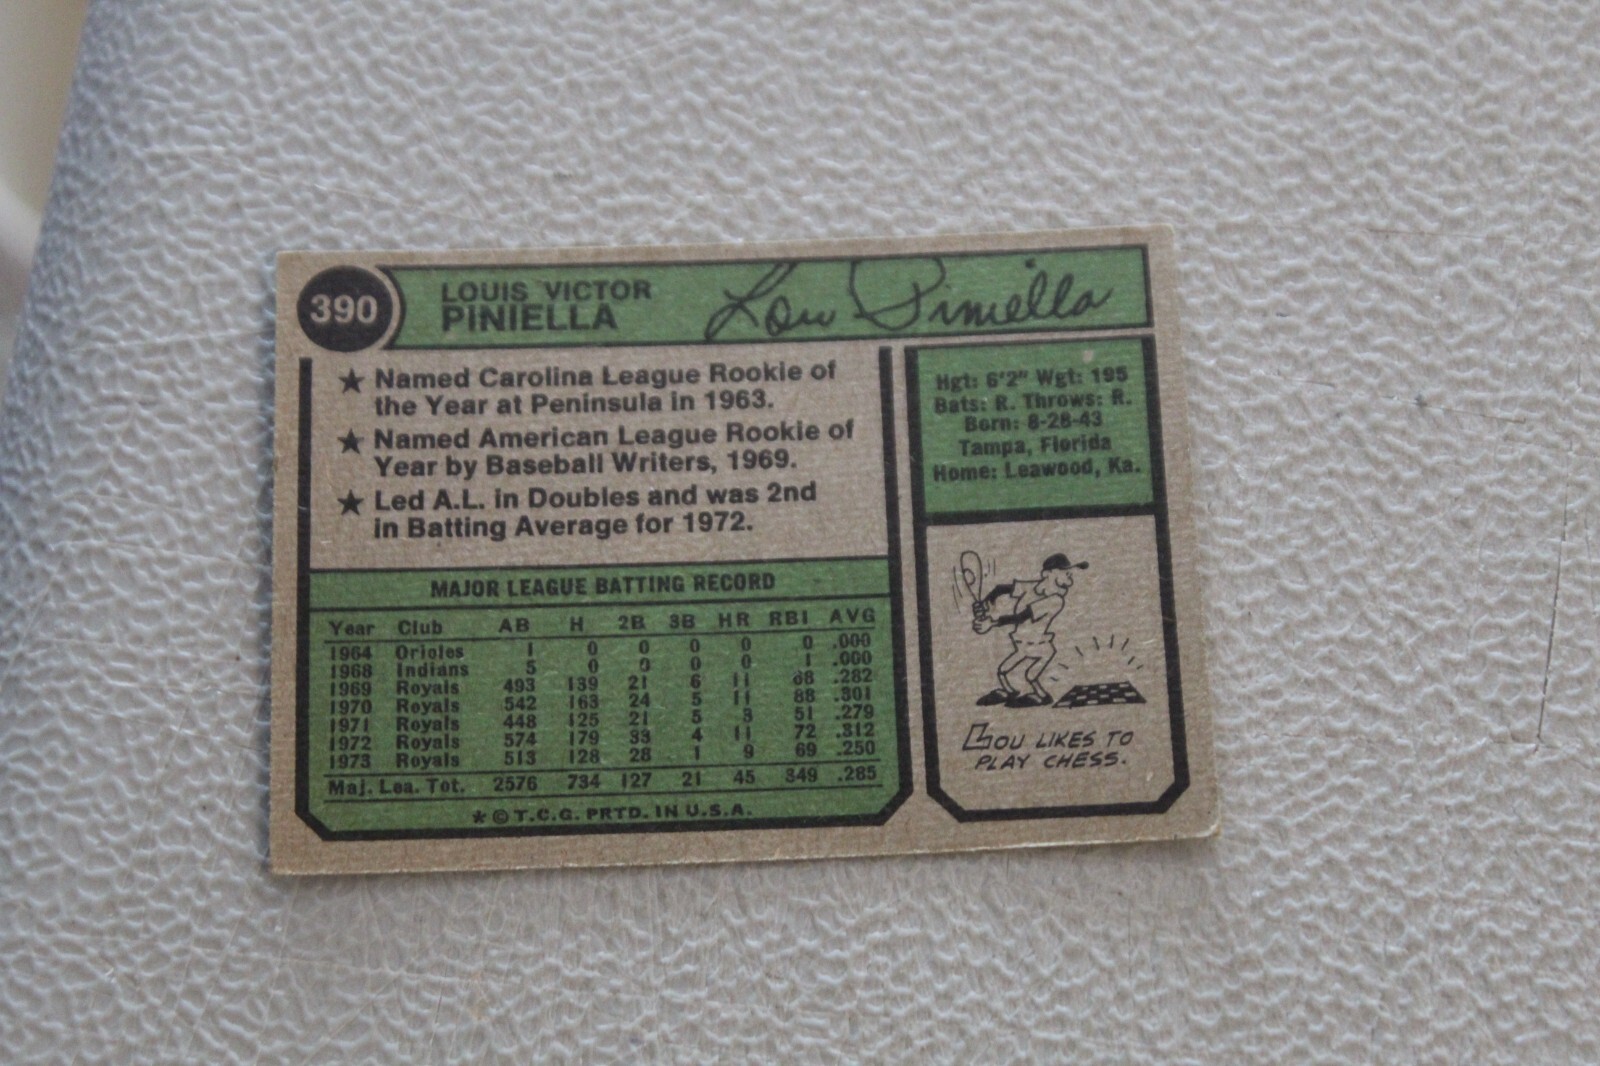 390
LOUIS VICTOR
PINIELLA
Lou Piniella
★ Named Carolina League Rookie of
the Year at Peninsula in 1963.
★ Named American League Rookie of
Year by Baseball Writers, 1969.
★ Led A.L. in Doubles and was 2nd
in Batting Average for 1972.
MAJOR LEAGUE BATTING RECORD
Year Club AB H 2B 3B HR RBI AVG
1964 Orioles 1 0 0 0 0 0 .000
1968 Indians 5 0 0 0 0 1 .000
1969 Royals 493 139 21 6 11 68 .282
1970 Royals 542 163 24 5 11 88 .301
1971 Royals 448 125 21 5 3 51 .279
1972 Royals 574 179 33 4 11 72 .312
1973 Royals 513 128 28 1 9 69 .250
Maj. Lea. Tot. 2576 734 127 21 45 349 .285
* © T.C.G. PRTD. IN U.S.A.
Hgt: 6'2" Wgt: 195
Bats: R. Throws: R.
Born: 8-28-43
Tampa, Florida
Home: Leawood, Ka.
LOU LIKES TO
PLAY CHESS.